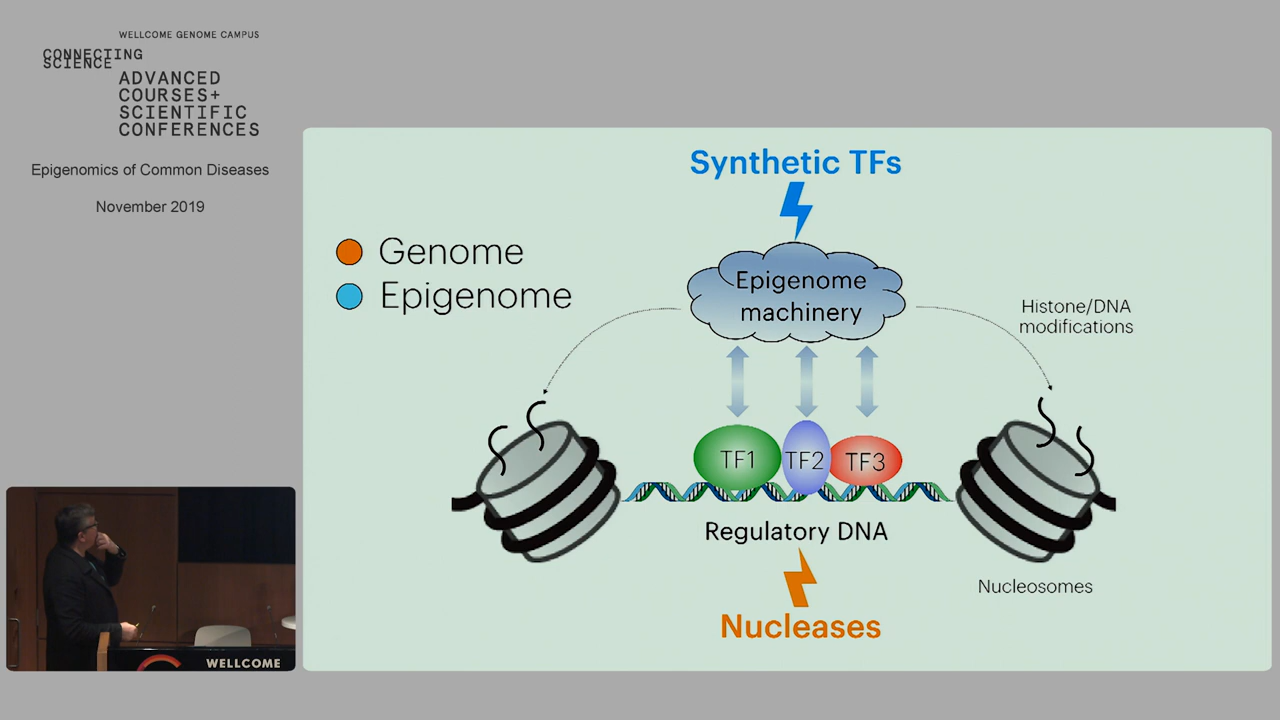 WELLCOME GENOME CAMPUS
CONNECTING
SCIENCE
ADVANCED
COURSES+
SCIENTIFIC
CONFERENCES
Epigenomics of Common Diseases
November 2019
Synthetic TFs
Genome
Epigenome
Epigenome
machinery
Histone/DNA
modifications
TF1
TF2
TF3
Regulatory DNA
Nucleosomes
Nucleases
WELLCOME